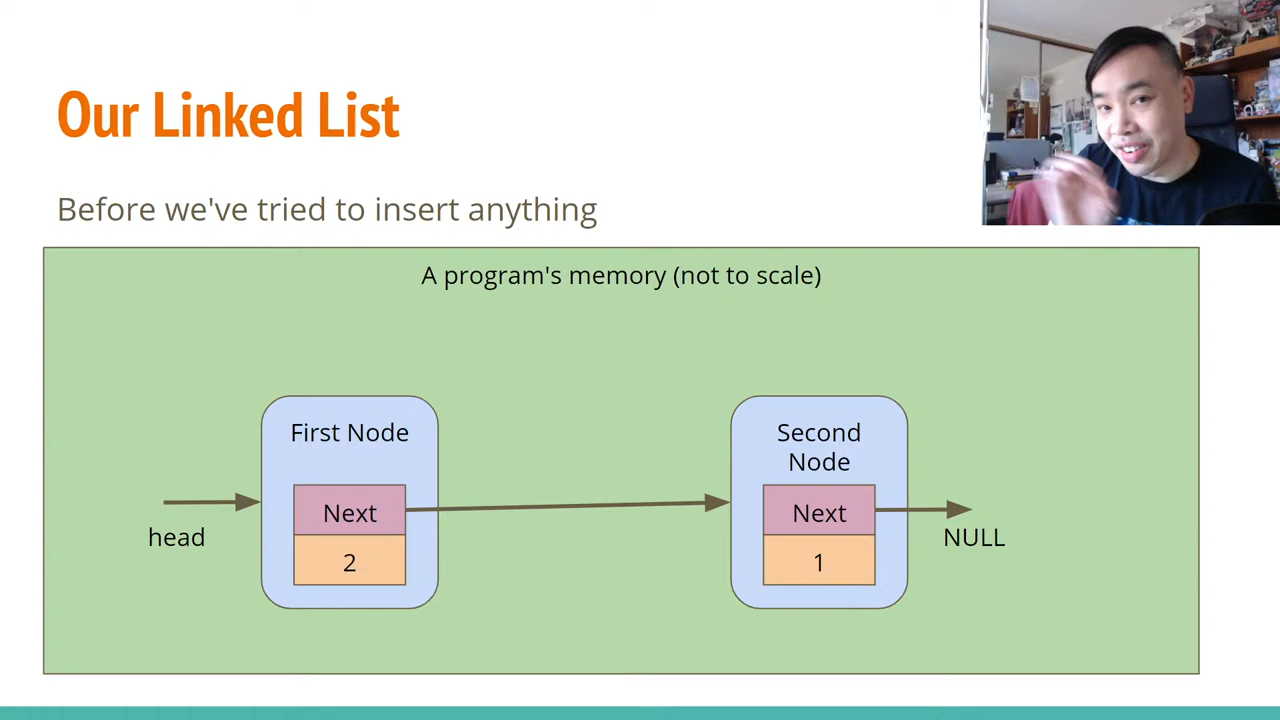 Our Linked List
Before we've tried to insert anything
A program's memory (not to scale)
First Node
Second
Node
Next
Next
head
NULL
2
1